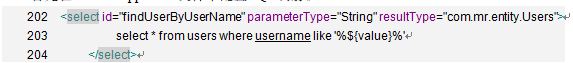 202 <select id="findUserByUserName" parameterType="String" resultType="com.mr.entity.Users">
203 select * from users where username like '%${value}%'
204 </select>